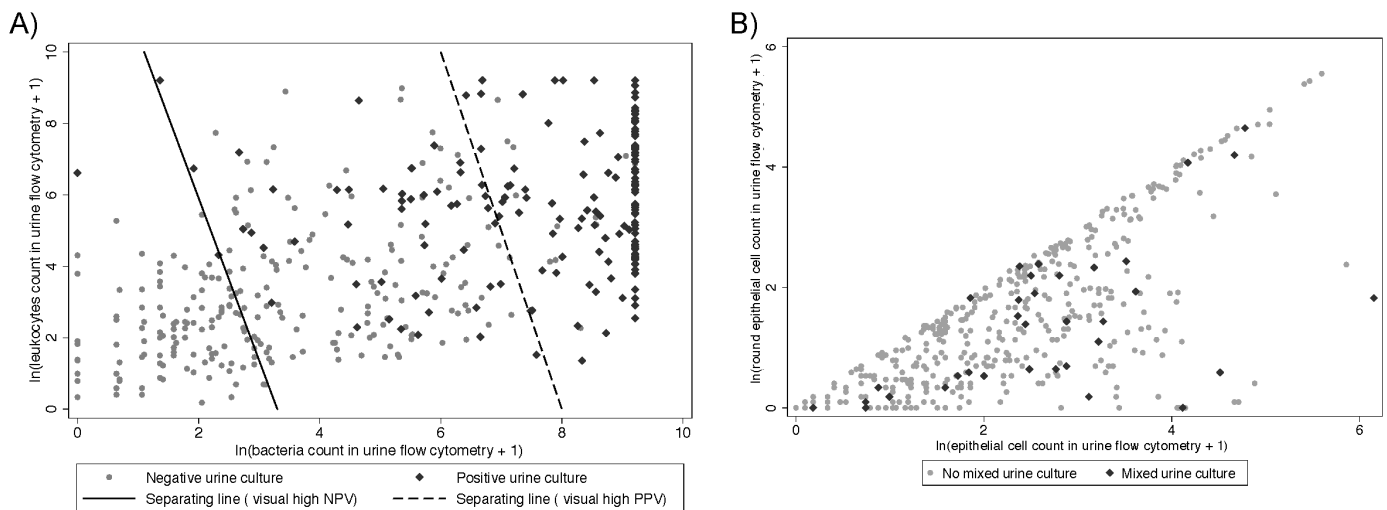 A)
ln(leukocytes count in urine flow cytometry + 1)
10
8
6
4
2
0
0 2 4 6 8 10
ln(bacteria count in urine flow cytometry + 1)
Negative urine culture Positive urine culture
Separating line ( visual high NPV) Separating line ( visual high PPV)
B)
ln(round epithelial cell count in urine flow cytometry + 1)
6
4
2
0
0 2 4 6
ln(epithelial cell count in urine flow cytometry + 1)
No mixed urine culture Mixed urine culture